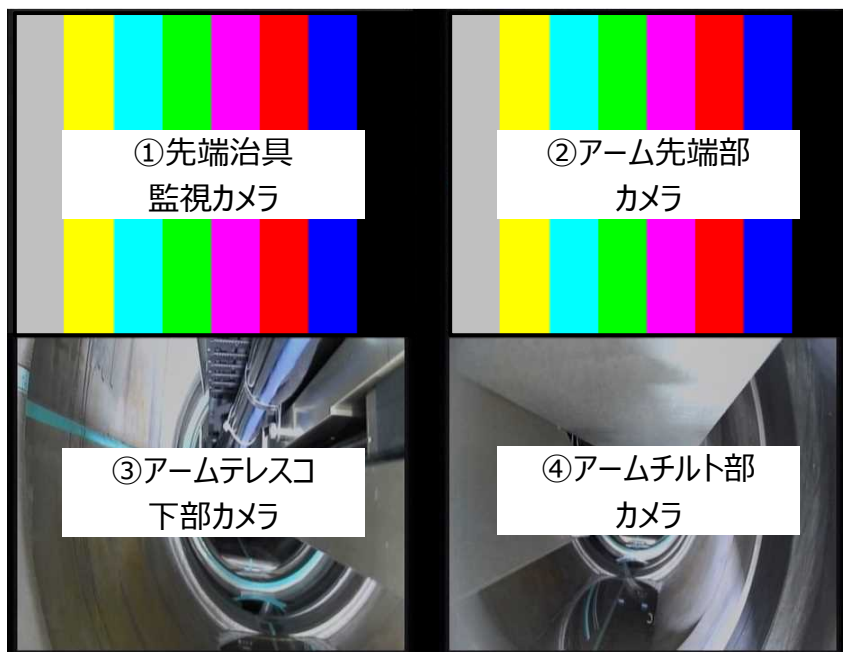 ①先端治具
監視カメラ
②アーム先端部
カメラ
③アームテレスコ
下部カメラ
④アームチルト部
カメラ